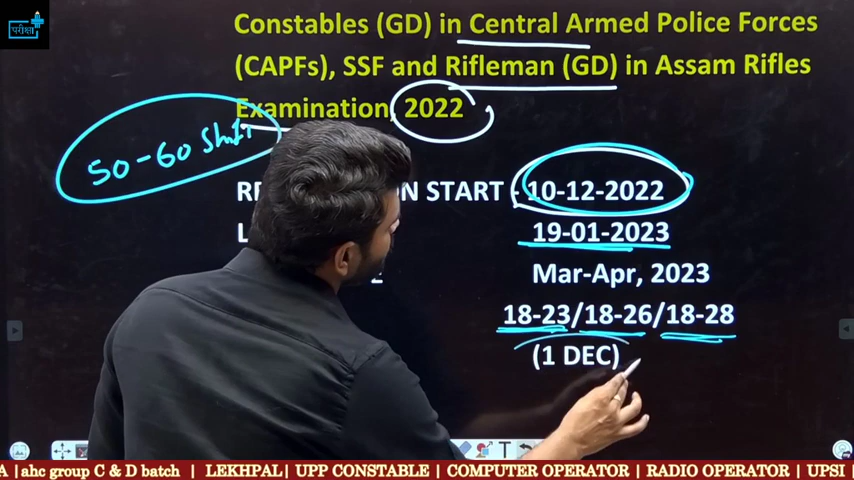 परीक्षा
Constables (GD) in Central Armed Police Forces
(CAPFs), SSF and Rifleman (GD) in Assam Rifles
Examination, 2022
50-60 Shift
ON START - 10-12-2022
19-01-2023
Mar-Apr, 2023
18-23/18-26/18-28
(1 DEC)
A |ahc group C & D batch | LEKHPAL| UPP CONSTABLE | COMPUTER OPERATOR | RADIO OPERATOR | UPSI |